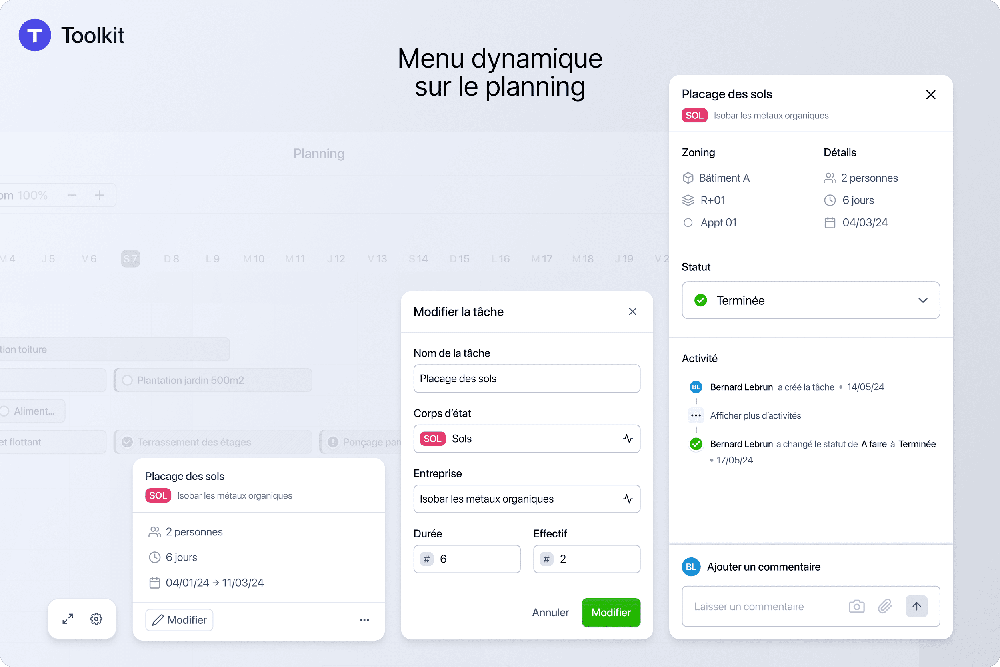 T Toolkit
Menu dynamique
sur le planning
Planning
100%
M 4 J 5 V 6 S 7 D 8 L 9 M 10 M 11 J 12 V 13 S 14 D 15 L 16 M 17 M 18 J 19 V 2
tion toiture
Plantation jardin 500m2
Aliment...
et flottant
Terrassement des étages
Ponçage par
Placage des sols
SOL Isobar les métaux organiques
2 personnes
6 jours
04/01/24 → 11/03/24
Modifier
Modifier la tâche
Nom de la tâche
Placage des sols
Corps d’état
SOL Sols
Entreprise
Isobar les métaux organiques
Durée Effectif
# 6 # 2
Annuler Modifier
Placage des sols
SOL Isobar les métaux organiques
Zoning Détails
Bâtiment A 2 personnes
R+01 6 jours
Appt 01 04/03/24
Statut
Terminée
Activité
BL Bernard Lebrun a créé la tâche • 14/05/24
Afficher plus d’activités
Bernard Lebrun a changé le statut de A faire à Terminée
• 17/05/24
BL Ajouter un commentaire
Laisser un commentaire